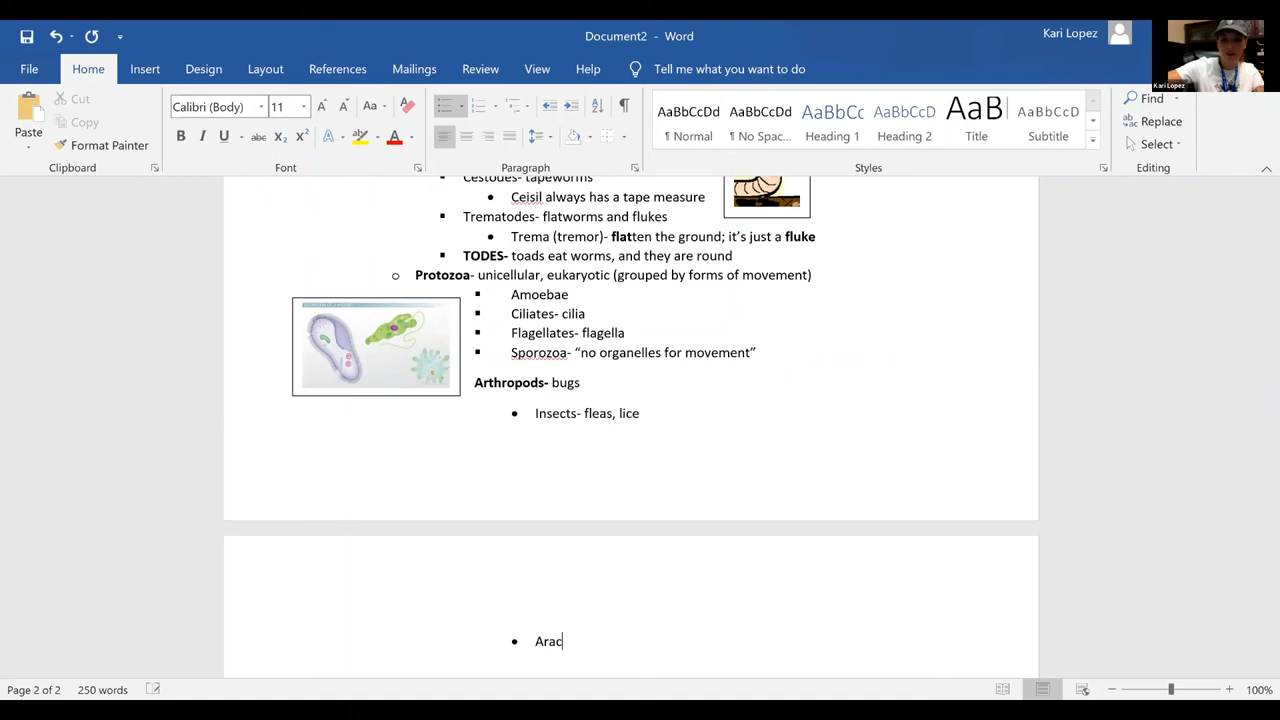 Document2 - Word
Kari Lopez
Kari Lopez
File Home Insert Design Layout References Mailings Review View Help Tell me what you want to do
Paste
Cut
Copy
Format Painter
Clipboard
Calibri (Body) 11
Font
Paragraph
AaBbCcDd AaBbCcDd AaBbCc AaBbCcDd AaB AaBbCcD
¶ Normal ¶ No Spac... Heading 1 Heading 2 Title Subtitle
Styles
Find
Replace
Select
Editing
Cestodes- tapeworms
Ceisil always has a tape measure
Trematodes- flatworms and flukes
Trema (tremor)- flatten the ground; it’s just a fluke
TODES- toads eat worms, and they are round
Protozoa- unicellular, eukaryotic (grouped by forms of movement)
Amoebae
Ciliates- cilia
Flagellates- flagella
Sporozoa- “no organelles for movement”
Arthropods- bugs
Insects- fleas, lice
Arac
Page 2 of 2 250 words 100%